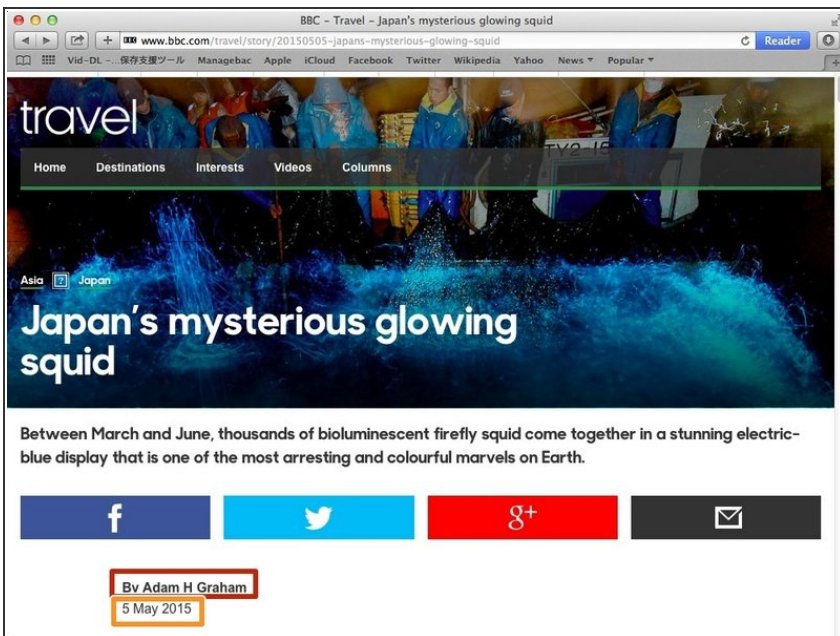 BBC – Travel – Japan's mysterious glowing squid
www.bbc.com/travel/story/20150505-japans-mysterious-glowing-squid Reader
Vid-DL -...保存支援ツール Managebac Apple iCloud Facebook Twitter Wikipedia Yahoo News Popular
travel
TY2-15
Home Destinations Interests Videos Columns
Asia ? Japan
Japan's mysterious glowing
squid
Between March and June, thousands of bioluminescent firefly squid come together in a stunning electric-
blue display that is one of the most arresting and colourful marvels on Earth.
f g+
By Adam H Graham
5 May 2015